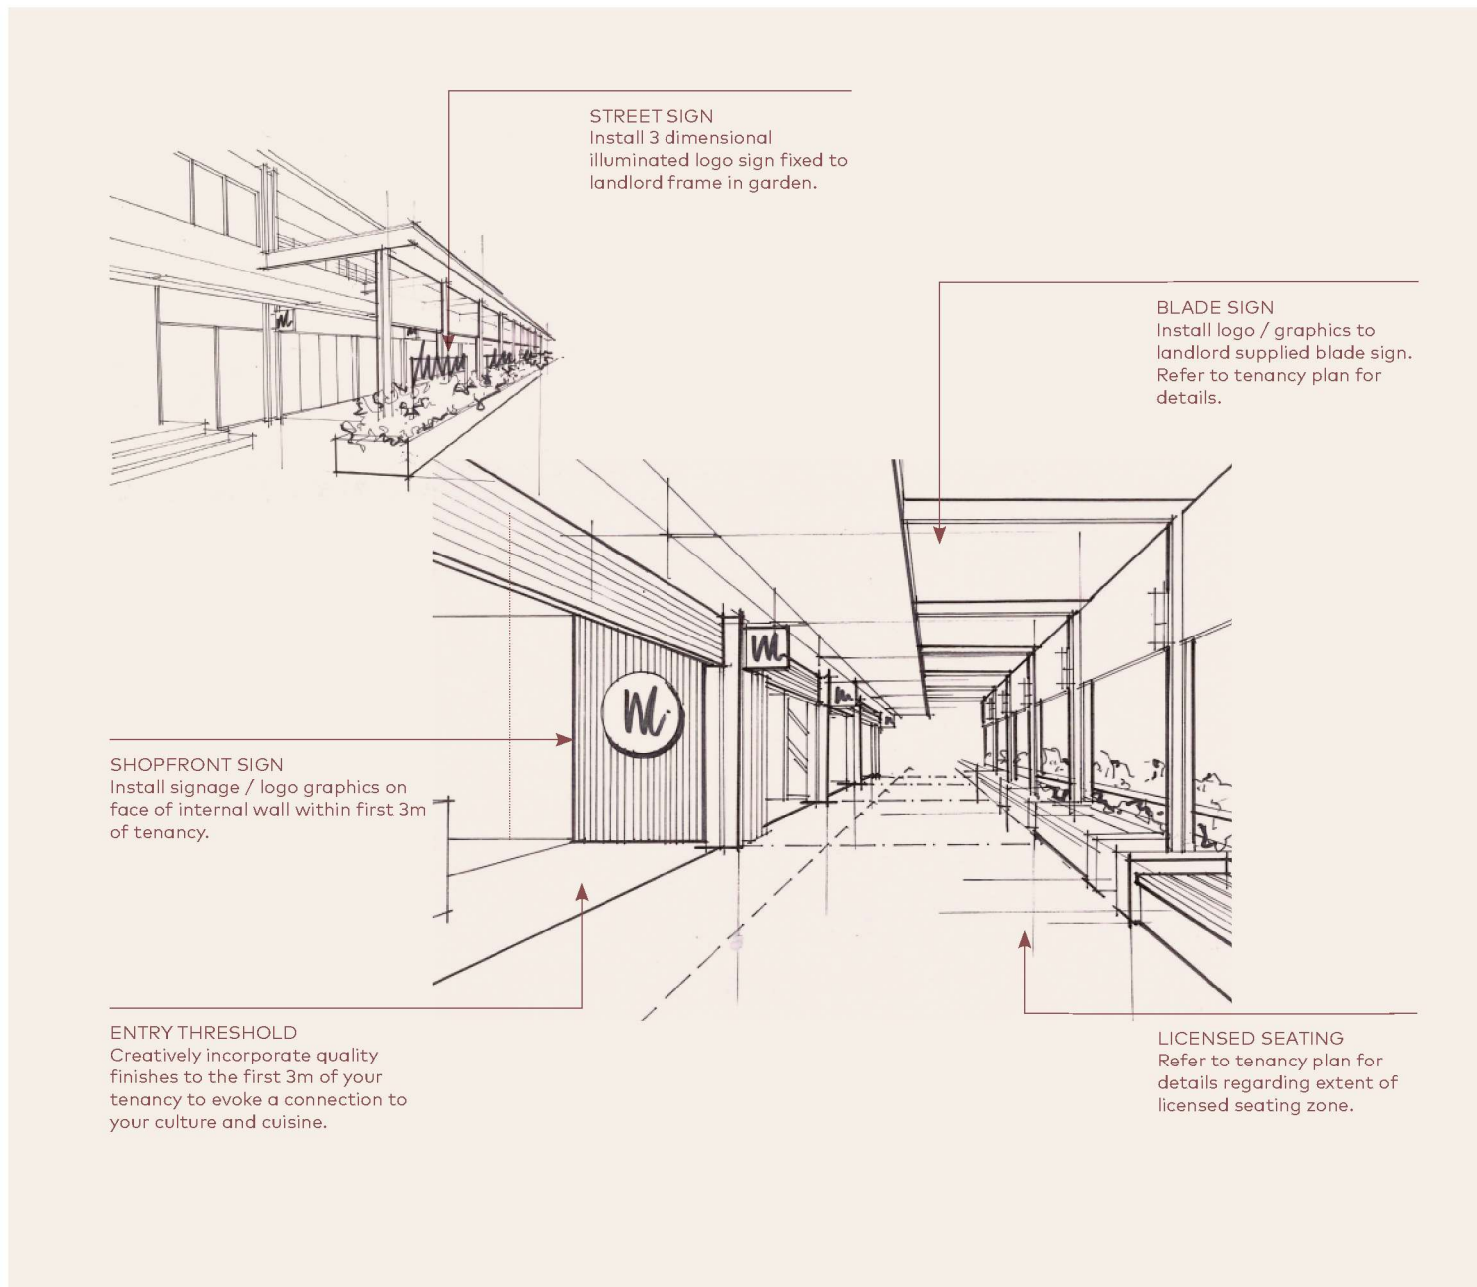 STREET SIGN
Install 3 dimensional
illuminated logo sign fixed to
landlord frame in garden.
BLADE SIGN
Install logo / graphics to
landlord supplied blade sign.
Refer to tenancy plan for
details.
SHOPFRONT SIGN
Install signage / logo graphics on
face of internal wall within first 3m
of tenancy.
ENTRY THRESHOLD
Creatively incorporate quality
finishes to the first 3m of your
tenancy to evoke a connection to
your culture and cuisine.
LICENSED SEATING
Refer to tenancy plan for
details regarding extent of
licensed seating zone.